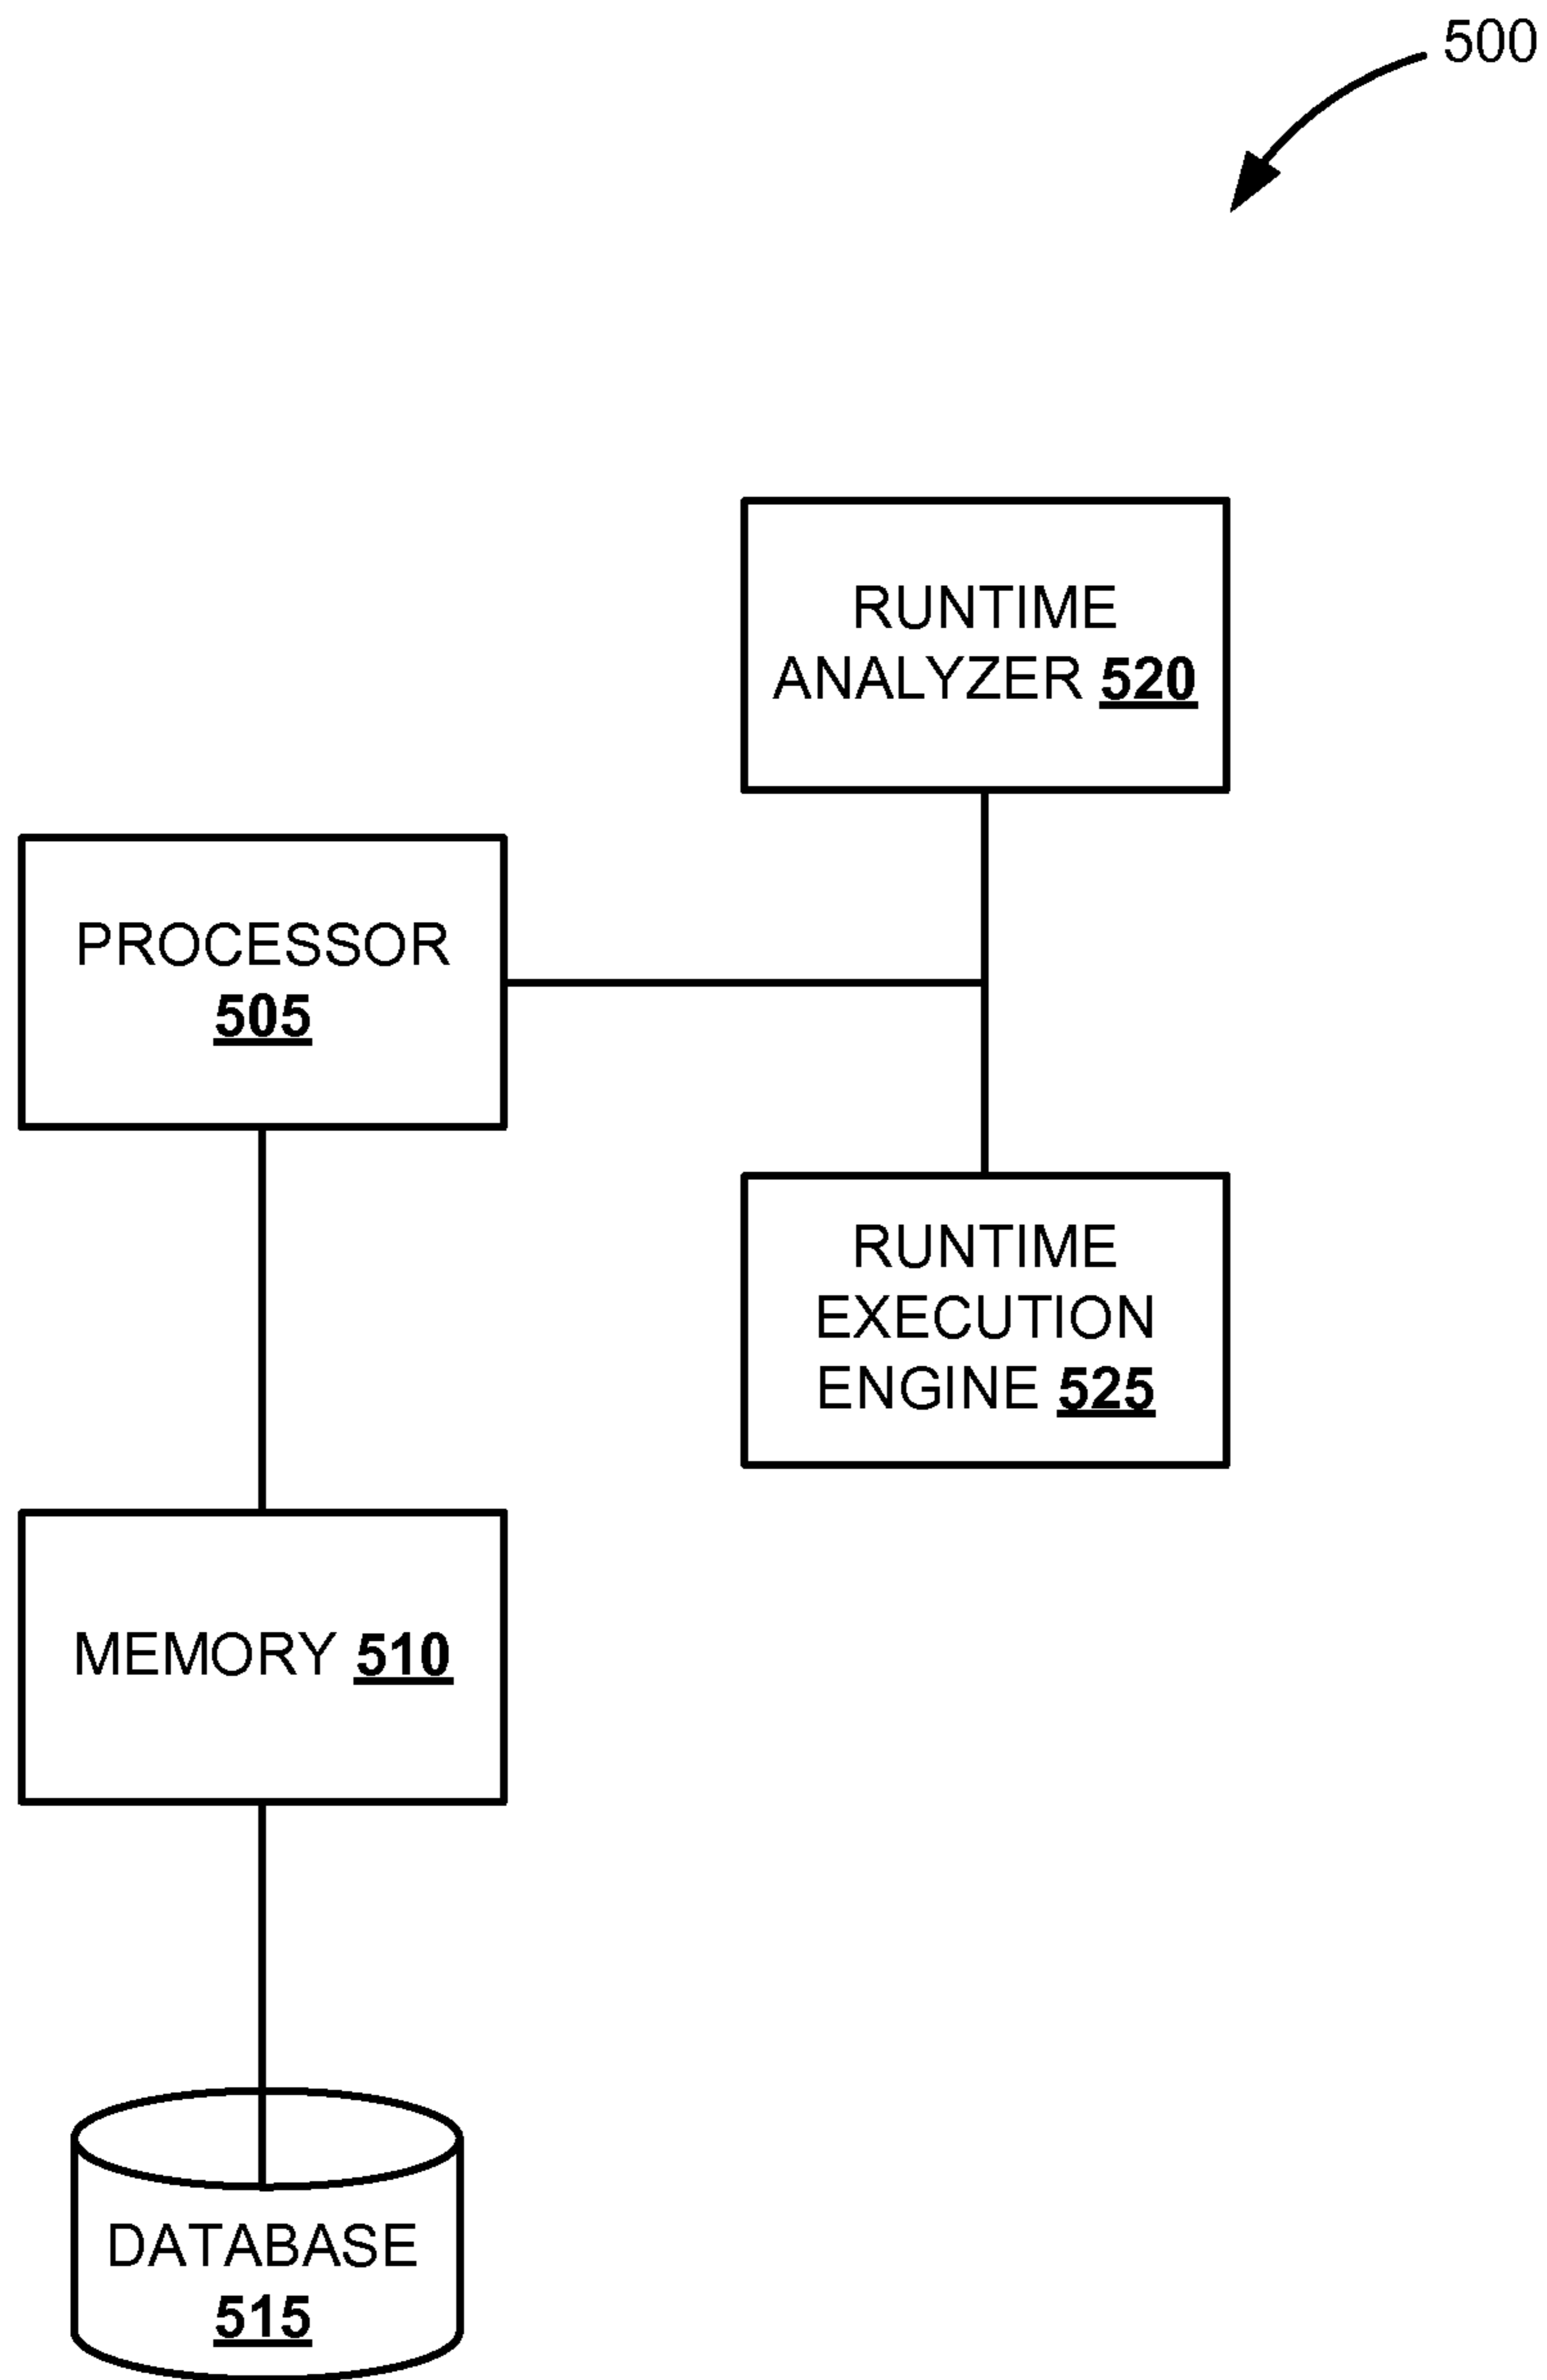 500
RUNTIME
ANALYZER 520
PROCESSOR
505
RUNTIME
EXECUTION
ENGINE 525
MEMORY 510
DATABASE
515